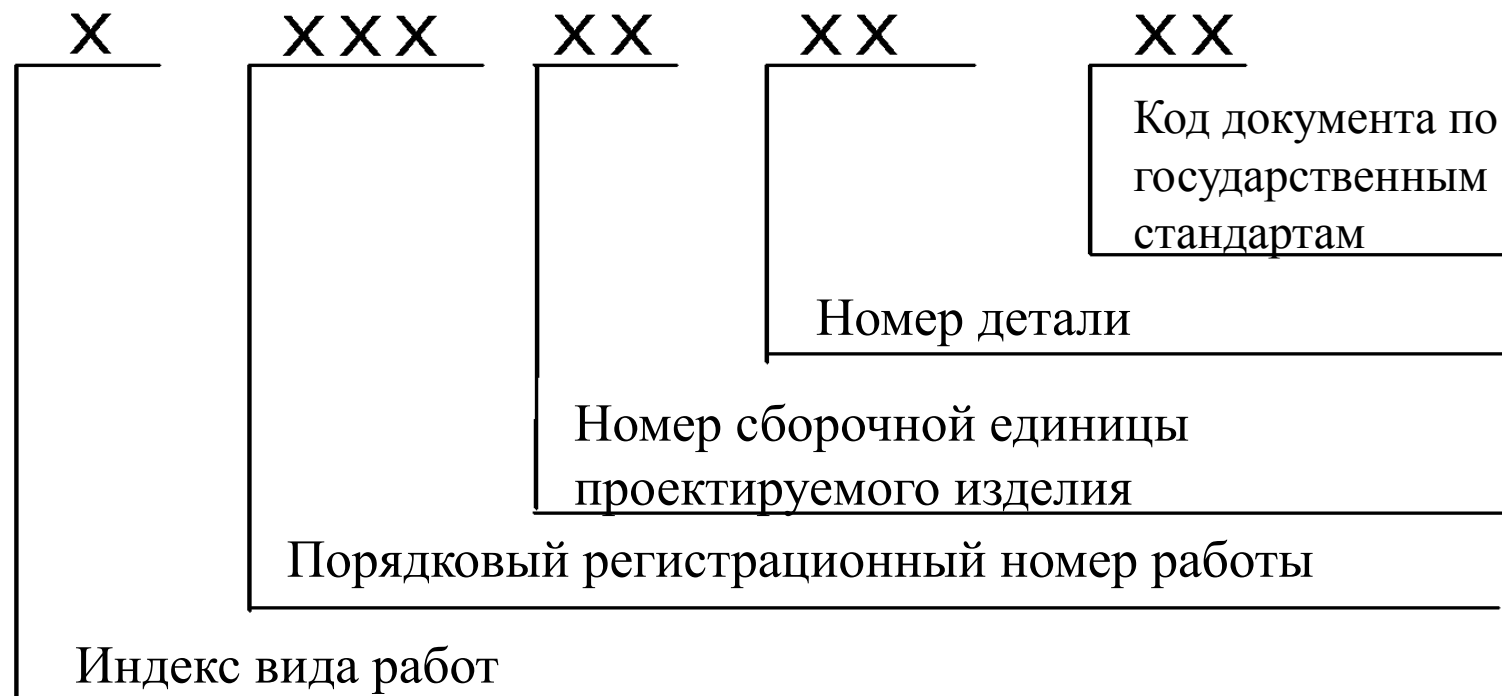 Х ХХХ ХХ ХХ ХХ
Код документа по
государственным
стандартам
Номер детали
Номер сборочной единицы
проектируемого изделия
Порядковый регистрационный номер работы
Индекс вида работ